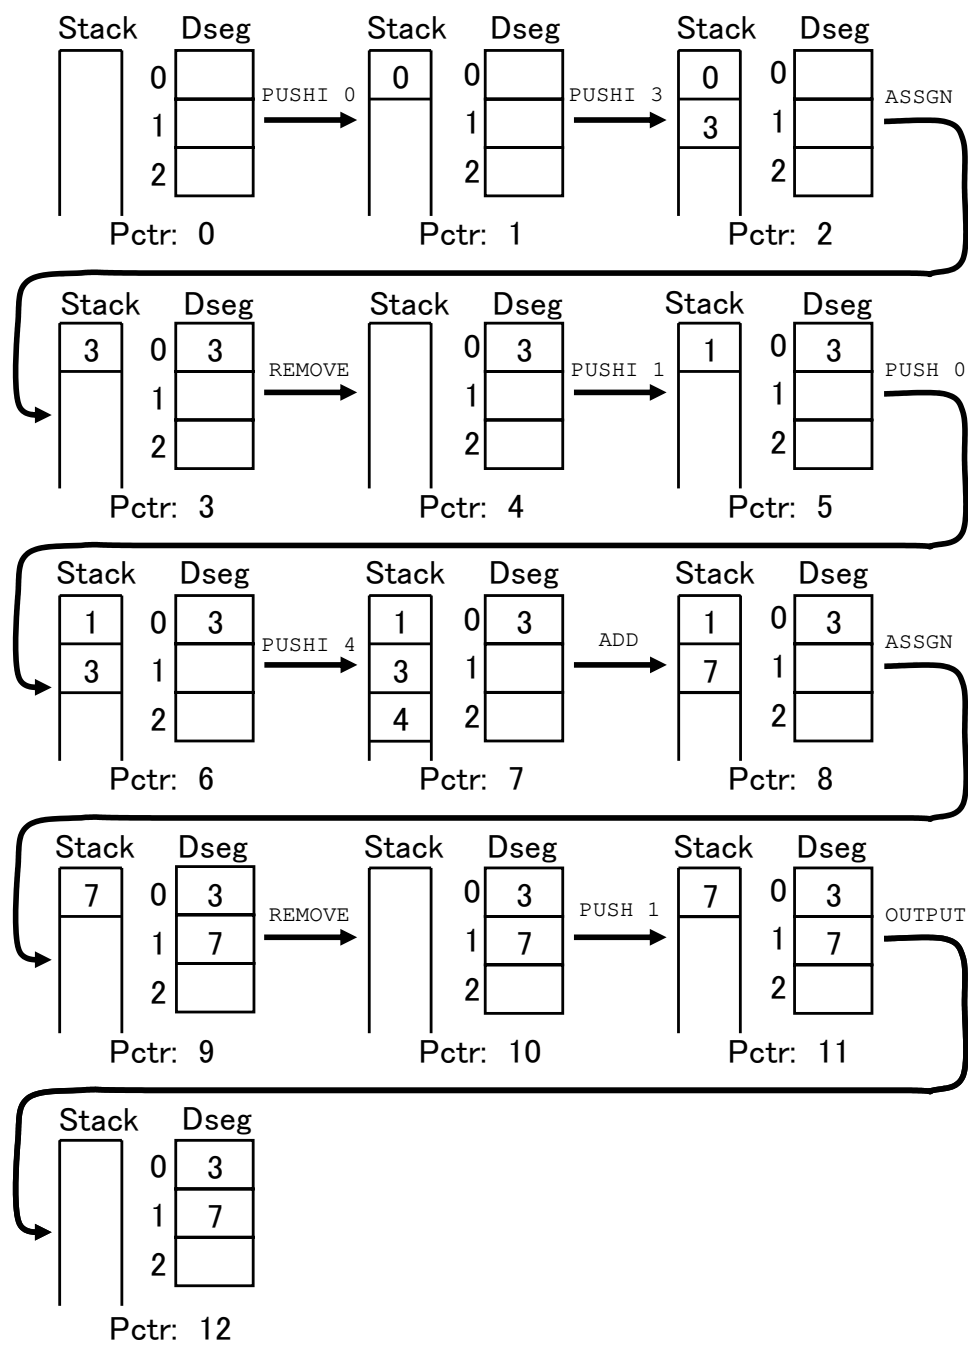 Stack Dseg Stack Dseg Stack Dseg
0 0 0 0 0
PUSHI 0 PUSHI 3 ASSGN
1 1 3 1
2 2 2
Pctr: 0 Pctr: 1 Pctr: 2
Stack Dseg Stack Dseg Stack Dseg
3 0 3 0 3 1 0 3
REMOVE PUSHI 1 PUSH 0
1 1 1
2 2 2
Pctr: 3 Pctr: 4 Pctr: 5
Stack Dseg Stack Dseg Stack Dseg
1 0 3 1 0 3 1 0 3
PUSHI 4 ADD ASSGN
3 1 3 1 7 1
2 4 2 2
Pctr: 6 Pctr: 7 Pctr: 8
Stack Dseg Stack Dseg Stack Dseg
7 0 3 0 3 7 0 3
REMOVE PUSH 1 OUTPUT
1 7 1 7 1 7
2 2 2
Pctr: 9 Pctr: 10 Pctr: 11
Stack Dseg
0 3
1 7
2
Pctr: 12